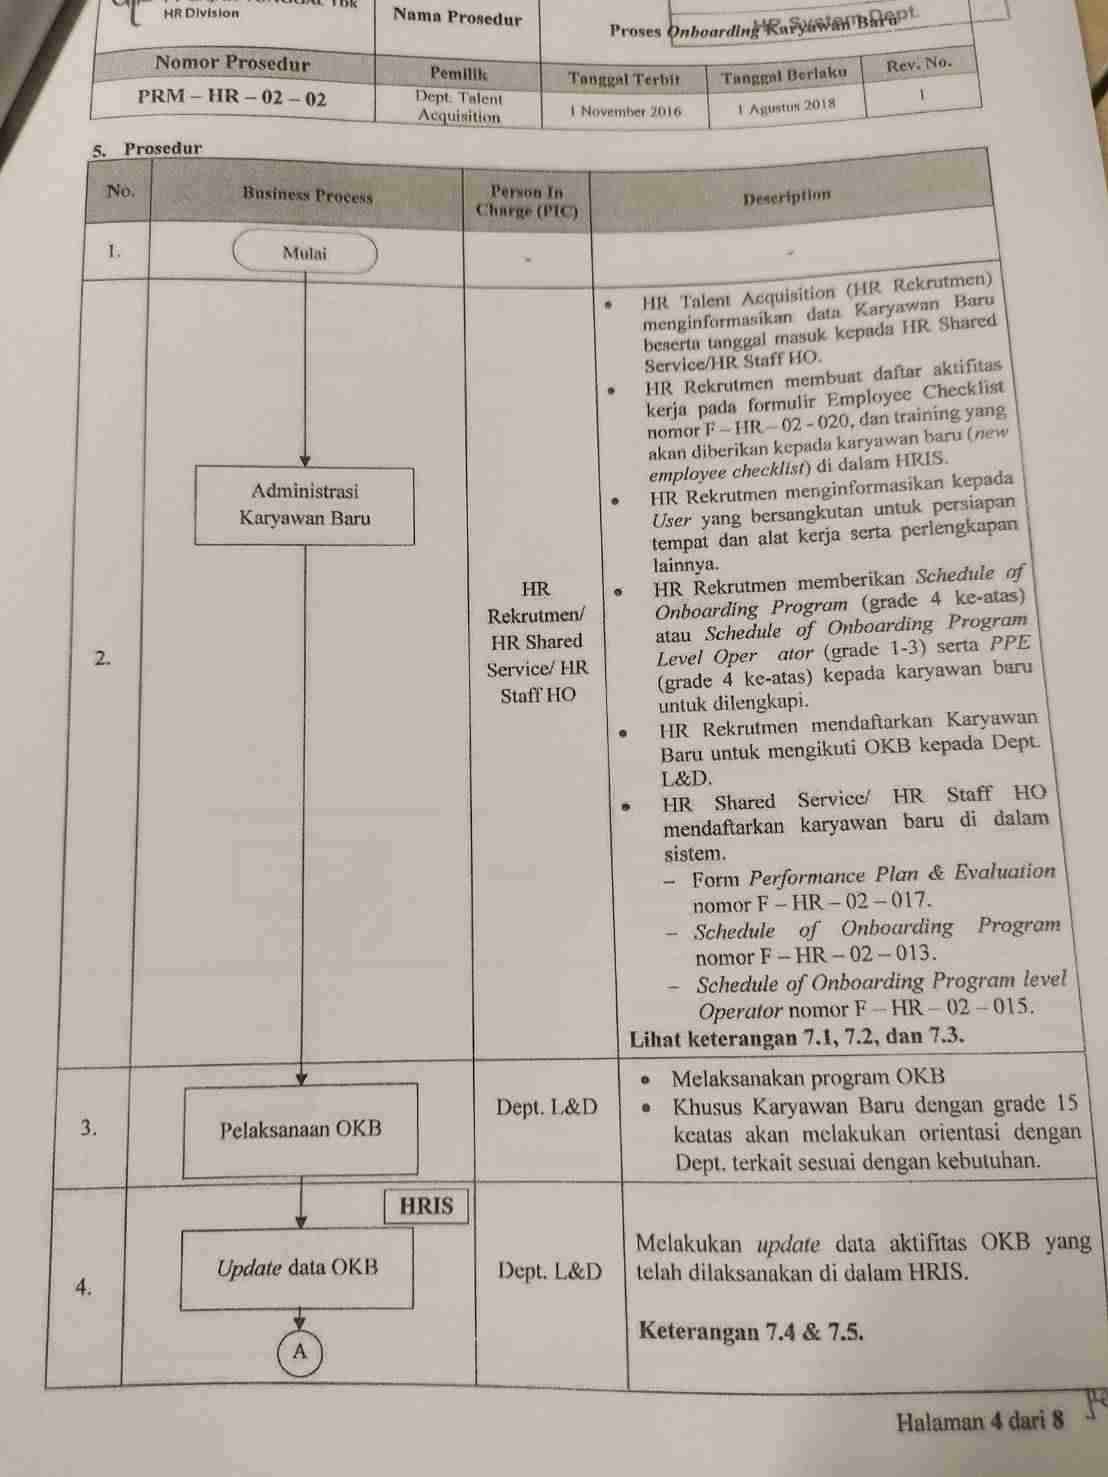 HR Division
Nama Prosedur
Proses Onboarding Karyawan Baru
HR System Dept.
Nomor Prosedur
Pemilik
Tanggal Terbit
Tanggal Berlaku
Rev. No.
PRM – HR – 02 – 02
Dept. Talent
Acquisition
1 November 2016
1 Agustus 2018
1
5. Prosedur
No.
Business Process
Person In
Charge (PIC)
Description
1.
Mulai
-
-
2.
Administrasi
Karyawan Baru
HR
Rekrutmen/
HR Shared
Service/ HR
Staff HO
• HR Talent Acquisition (HR Rekrutmen)
menginformasikan data Karyawan Baru
beserta tanggal masuk kepada HR Shared
Service/HR Staff HO.
• HR Rekrutmen membuat daftar aktifitas
kerja pada formulir Employee Checklist
nomor F – HR – 02 - 020, dan training yang
akan diberikan kepada karyawan baru (new
employee checklist) di dalam HRIS.
• HR Rekrutmen menginformasikan kepada
User yang bersangkutan untuk persiapan
tempat dan alat kerja serta perlengkapan
lainnya.
• HR Rekrutmen memberikan Schedule of
Onboarding Program (grade 4 ke-atas)
atau Schedule of Onboarding Program
Level Oper ator (grade 1-3) serta PPE
(grade 4 ke-atas) kepada karyawan baru
untuk dilengkapi.
• HR Rekrutmen mendaftarkan Karyawan
Baru untuk mengikuti OKB kepada Dept.
L&D.
• HR Shared Service/ HR Staff HO
mendaftarkan karyawan baru di dalam
sistem.
– Form Performance Plan & Evaluation
nomor F – HR – 02 – 017.
– Schedule of Onboarding Program
nomor F – HR – 02 – 013.
– Schedule of Onboarding Program level
Operator nomor F – HR – 02 – 015.
Lihat keterangan 7.1, 7.2, dan 7.3.
3.
Pelaksanaan OKB
Dept. L&D
• Melaksanakan program OKB
• Khusus Karyawan Baru dengan grade 15
keatas akan melakukan orientasi dengan
Dept. terkait sesuai dengan kebutuhan.
4.
HRIS
Update data OKB
A
Dept. L&D
Melakukan update data aktifitas OKB yang
telah dilaksanakan di dalam HRIS.
Keterangan 7.4 & 7.5.
Halaman 4 dari 8